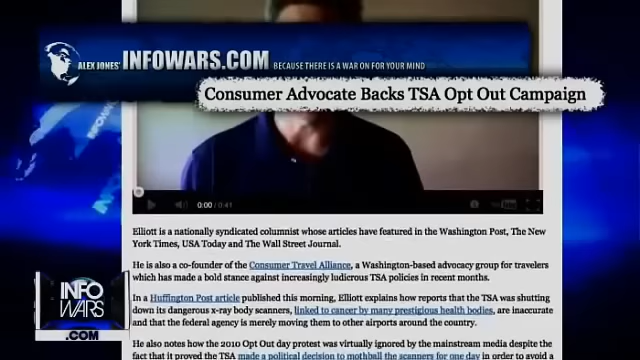 ALEX JONES' INFOWARS.COM BECAUSE THERE IS A WAR ON FOR YOUR MIND
Consumer Advocate Backs TSA Opt Out Campaign
0:00 / 0:41
Elliott is a nationally syndicated columnist whose articles have featured in the Washington Post, The New
York Times, USA Today and The Wall Street Journal.
He is also a co-founder of the Consumer Travel Alliance, a Washington-based advocacy group for travelers
which has made a bold stance against increasingly ludicrous TSA policies in recent months.
In a Huffington Post article published this morning, Elliott explains how reports that the TSA was shutting
down its dangerous x-ray body scanners, linked to cancer by many prestigious health bodies, are inaccurate
and that the federal agency is merely moving them to other airports around the country.
He also notes how the 2010 Opt Out day protest was virtually ignored by the mainstream media despite the
fact that it proved the TSA made a political decision to mothball the scanners for one day in order to avoid a
INFO
WARS
.COM